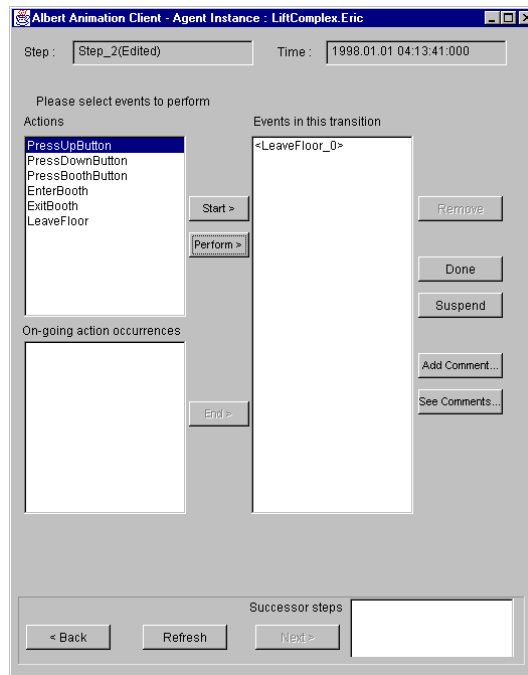 Albert Animation Client - Agent Instance : LiftComplex.Eric
Step : Step_2(Edited) Time : 1998.01.01 04:13:41:000
Please select events to perform
Actions Events in this transition
PressUpButton <LeaveFloor_0>
PressDownButton
PressBoothButton
EnterBooth
ExitBooth
LeaveFloor
Start > Remove
Perform >
Done
Suspend
On-going action occurrences
Add Comment...
See Comments...
End >
Successor steps
< Back Refresh Next >